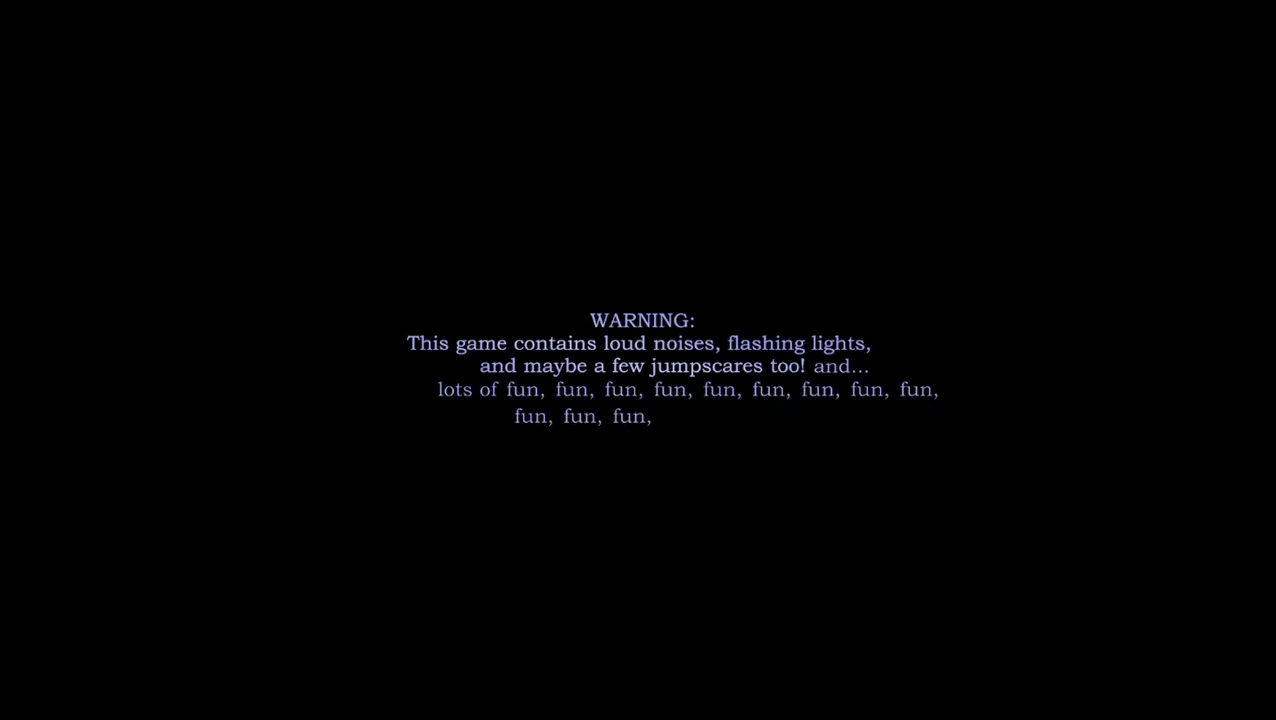 WARNING:
This game contains loud noises, flashing lights,
and maybe a few jumpscares too! and...
lots of fun, fun, fun, fun, fun, fun, fun, fun, fun,
fun, fun, fun,